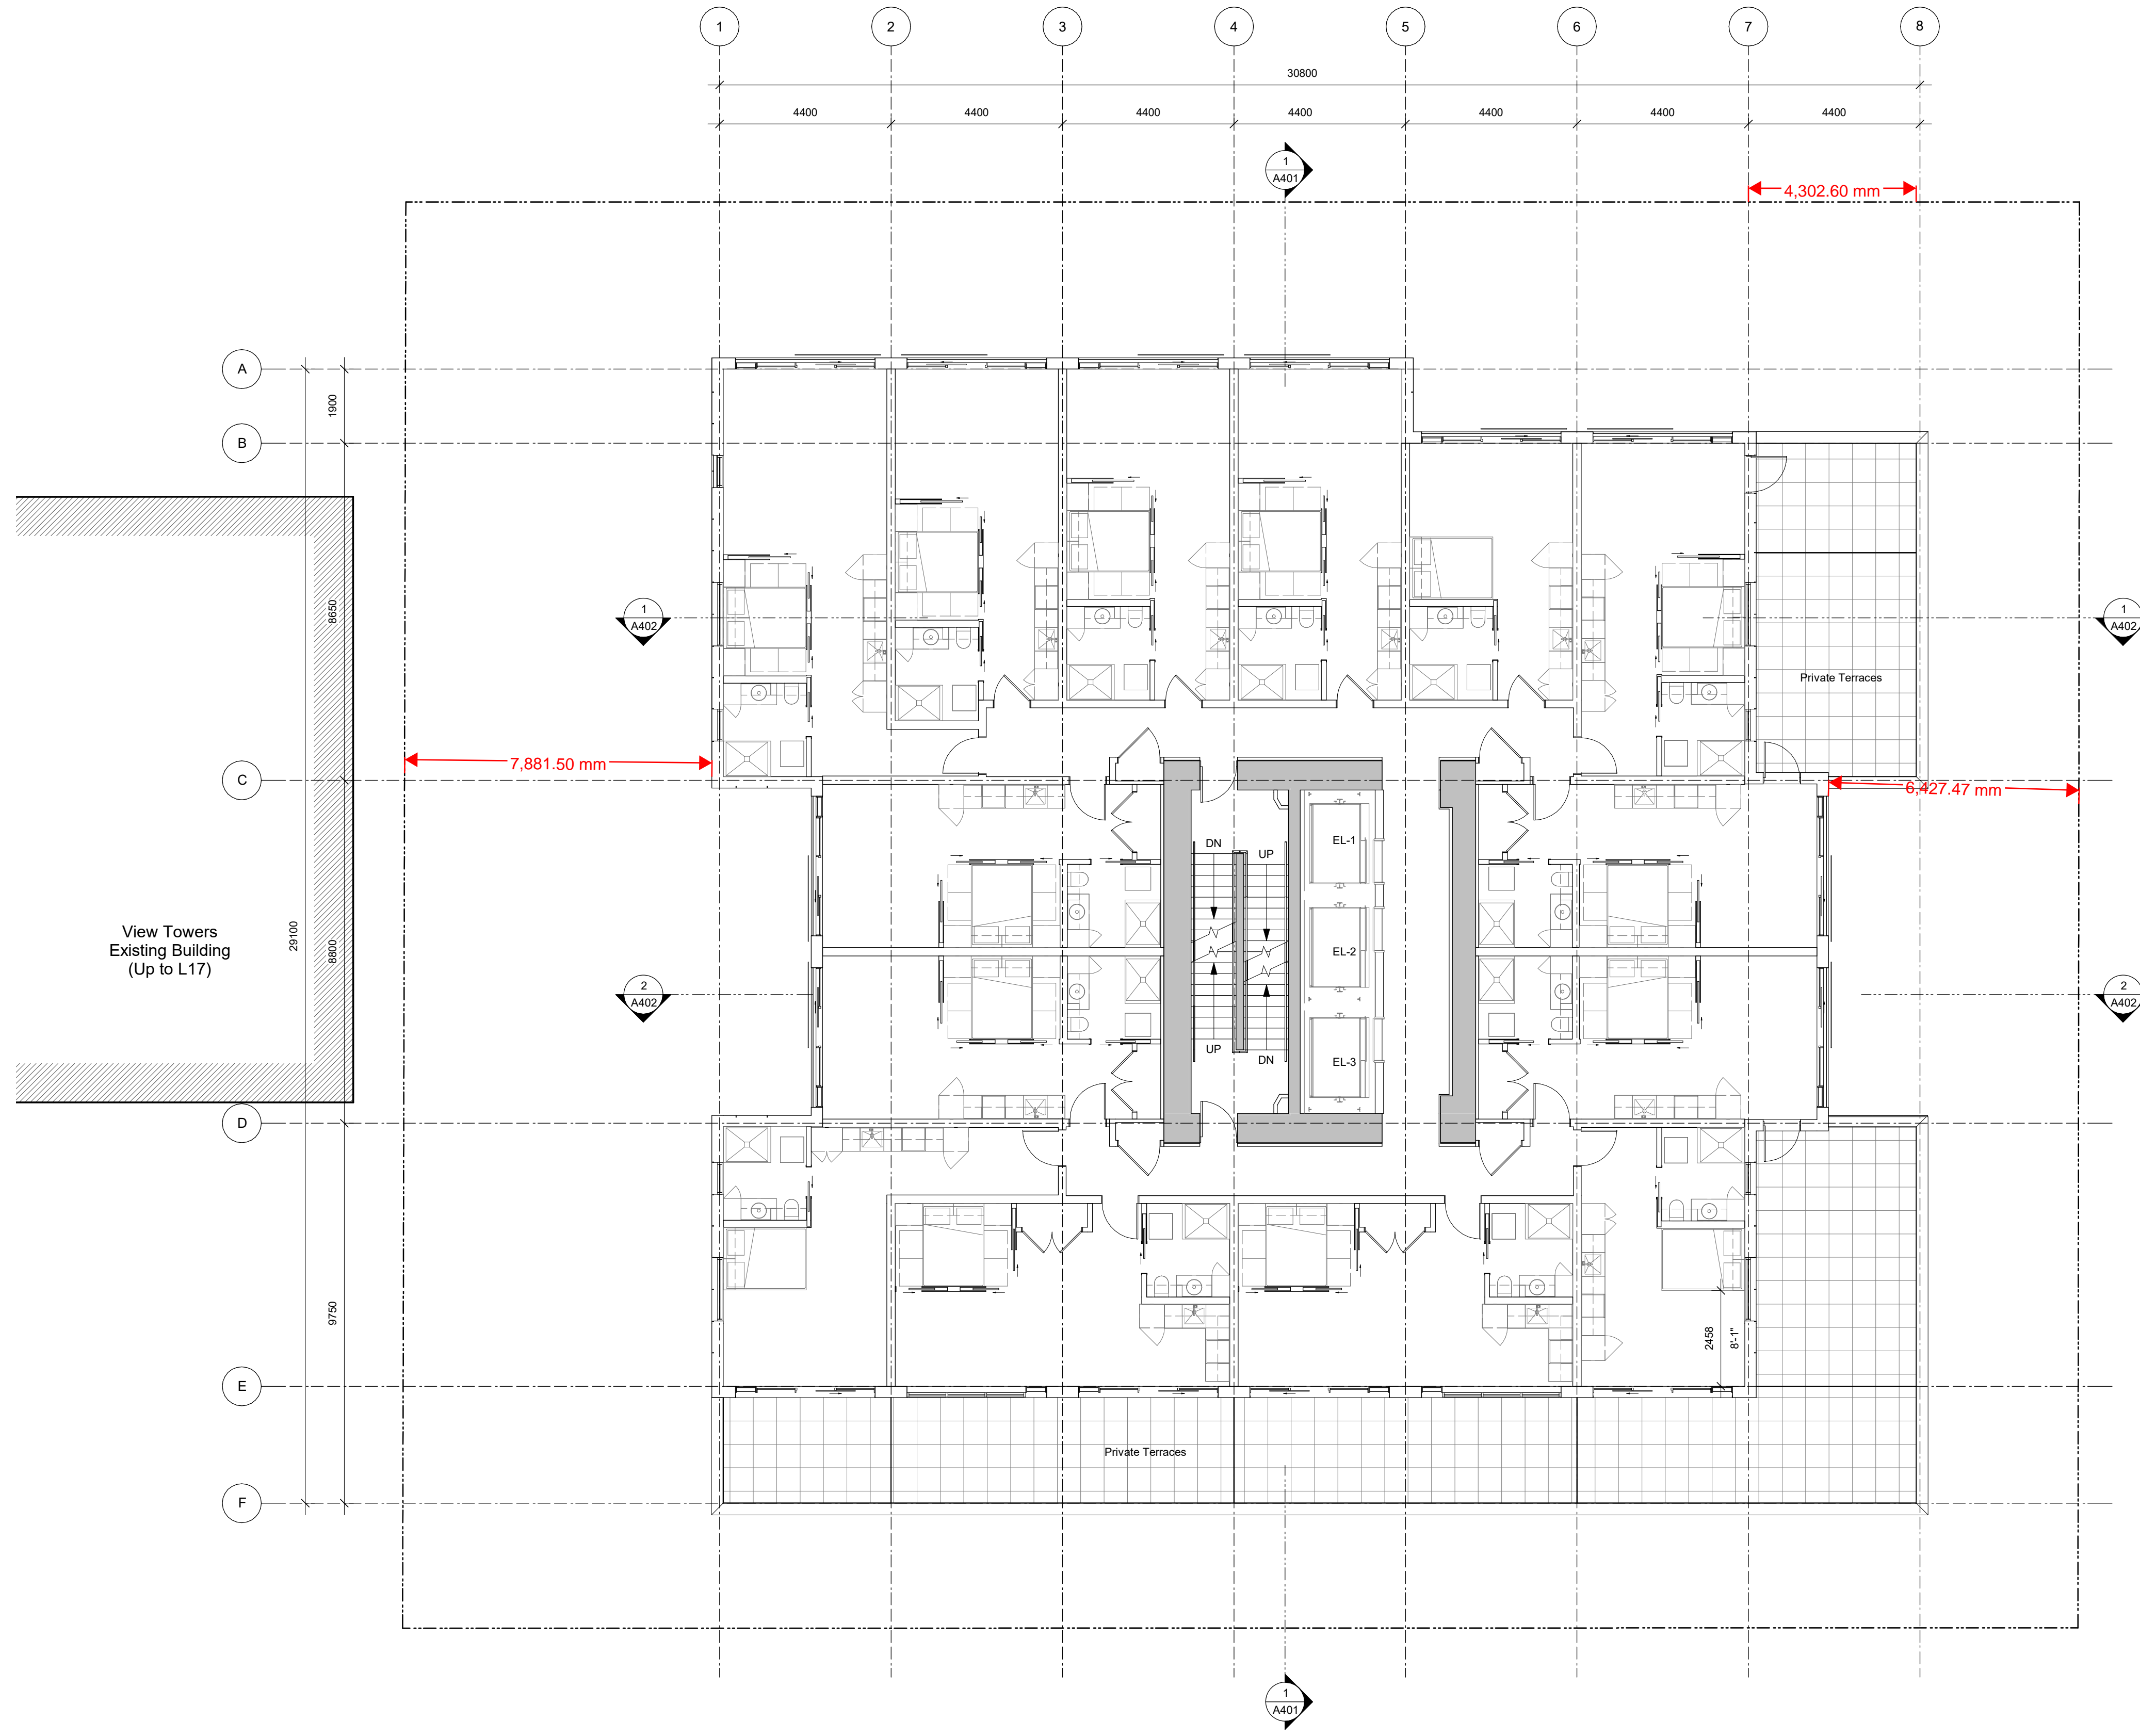 1 2 3 4 5 6 7 8
30800
4400 4400 4400 4400 4400 4400 4400
1
A401
4,302.60 mm
A
1900
B
8650
1
A402
1
A402
Private Terraces
7,881.50 mm
C
6,427.47 mm
DN
UP
EL-1
View Towers
Existing Building
(Up to L17)
29100
8800
EL-2
2
A402
2
A402
UP
DN
EL-3
D
9750
2458
8'-1"
E
Private Terraces
F
1
A401